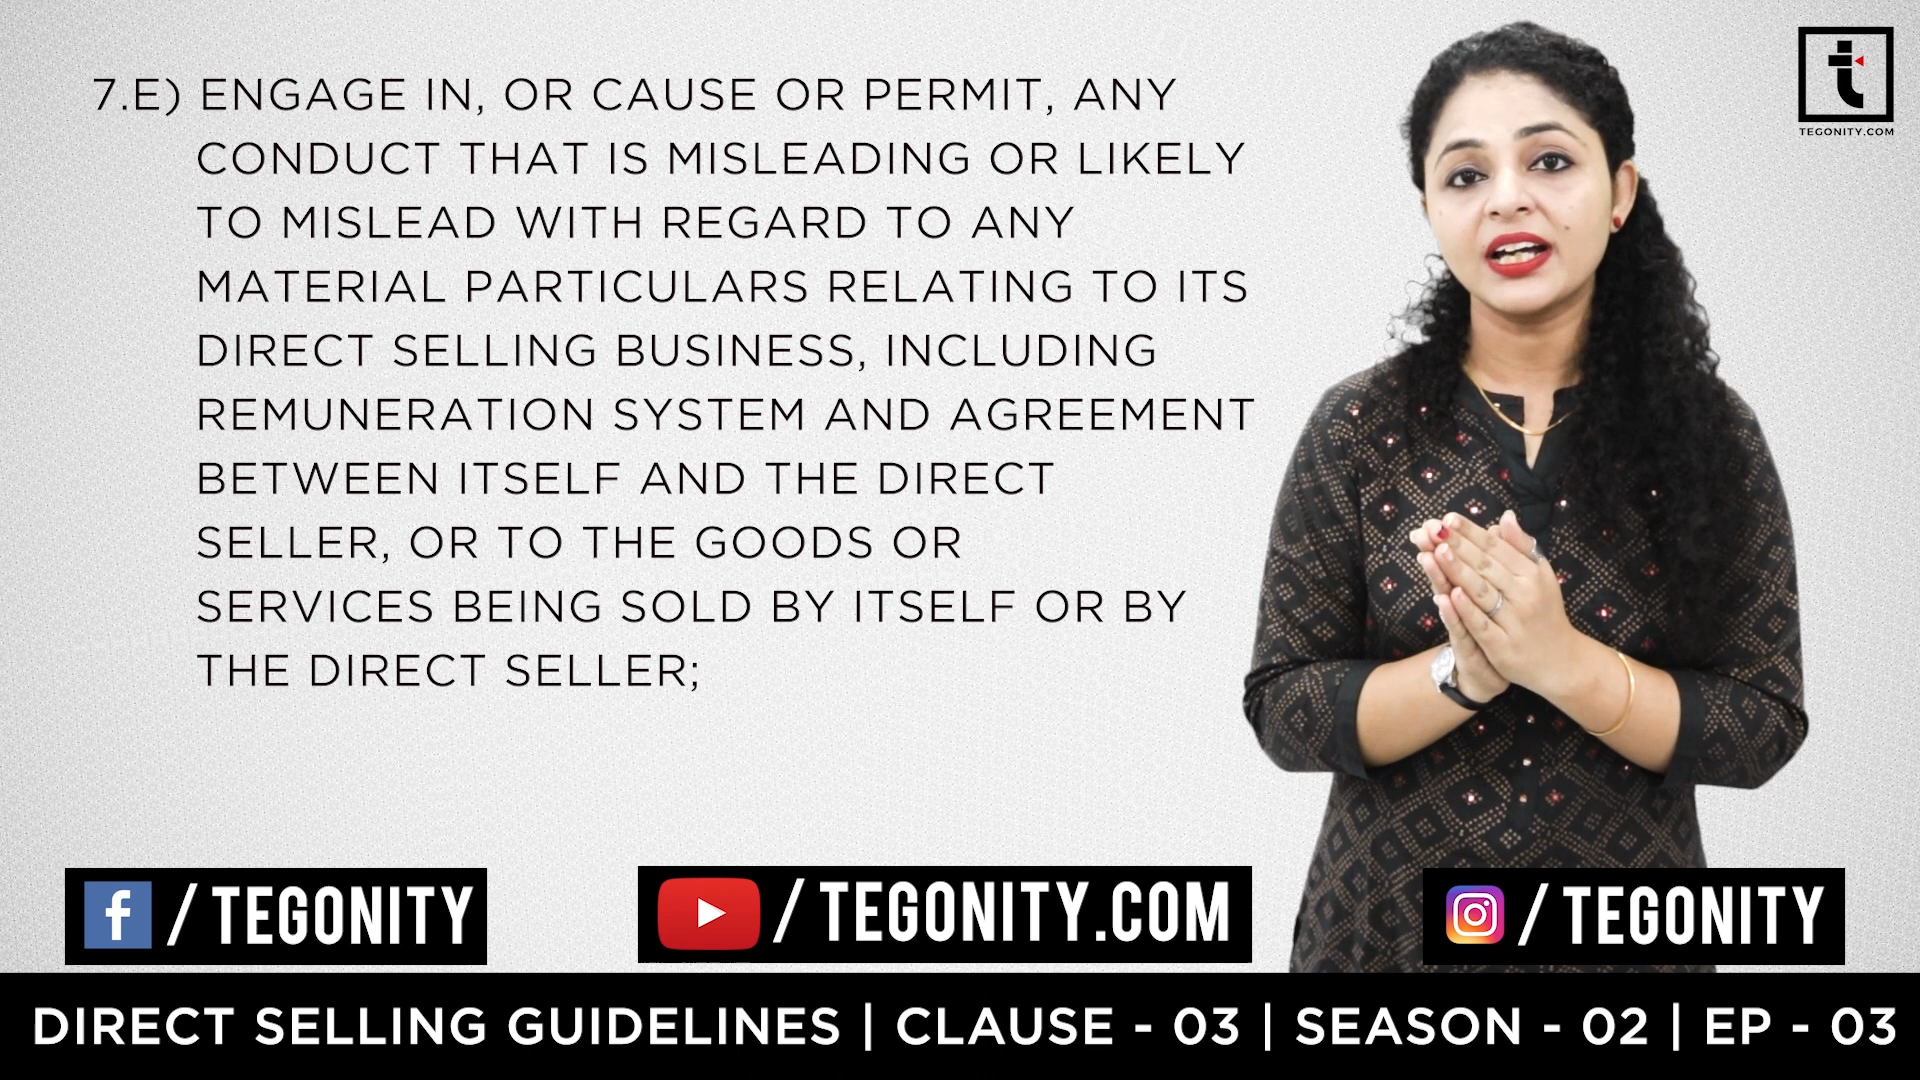 7.E) ENGAGE IN, OR CAUSE OR PERMIT, ANY
CONDUCT THAT IS MISLEADING OR LIKELY
TO MISLEAD WITH REGARD TO ANY
MATERIAL PARTICULARS RELATING TO ITS
DIRECT SELLING BUSINESS, INCLUDING
REMUNERATION SYSTEM AND AGREEMENT
BETWEEN ITSELF AND THE DIRECT
SELLER, OR TO THE GOODS OR
SERVICES BEING SOLD BY ITSELF OR BY
THE DIRECT SELLER;
t
TEGONITY.COM
f / TEGONITY
/ TEGONITY.COM
/ TEGONITY
DIRECT SELLING GUIDELINES | CLAUSE - 03 | SEASON - 02 | EP - 03